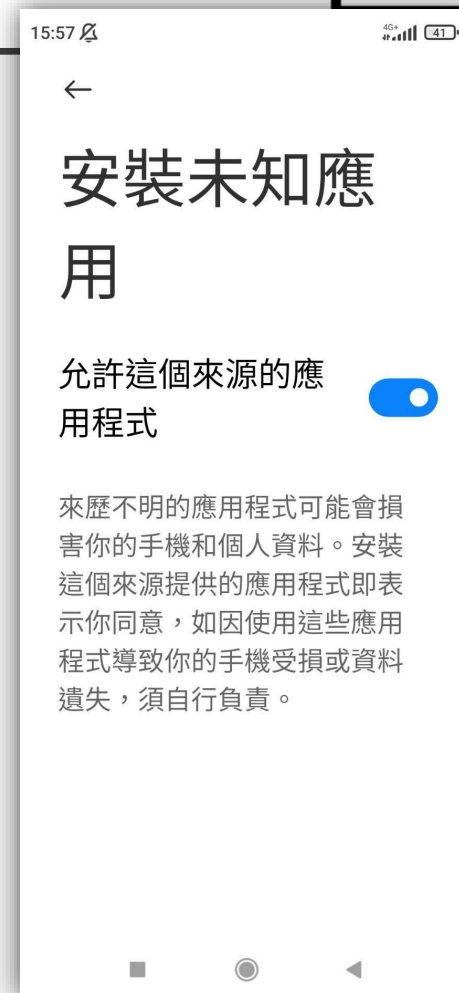 15:57
4G+
41
安裝未知應
用
允許這個來源的應
用程式
來歷不明的應用程式可能會損
害你的手機和個人資料。安裝
這個來源提供的應用程式即表
示你同意，如因使用這些應用
程式導致你的手機受損或資料
遺失，須自行負責。